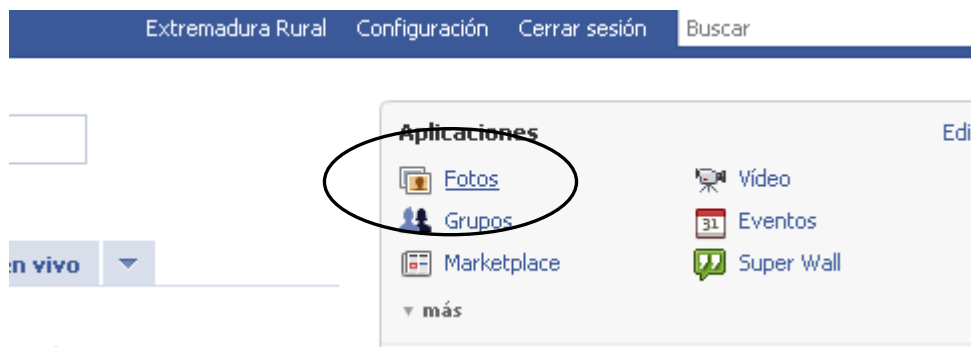 Extremadura Rural Configuración Cerrar sesión Buscar
Aplicaciones Edi
Fotos Vídeo
Grupos 31 Eventos
en vivo Marketplace Super Wall
más